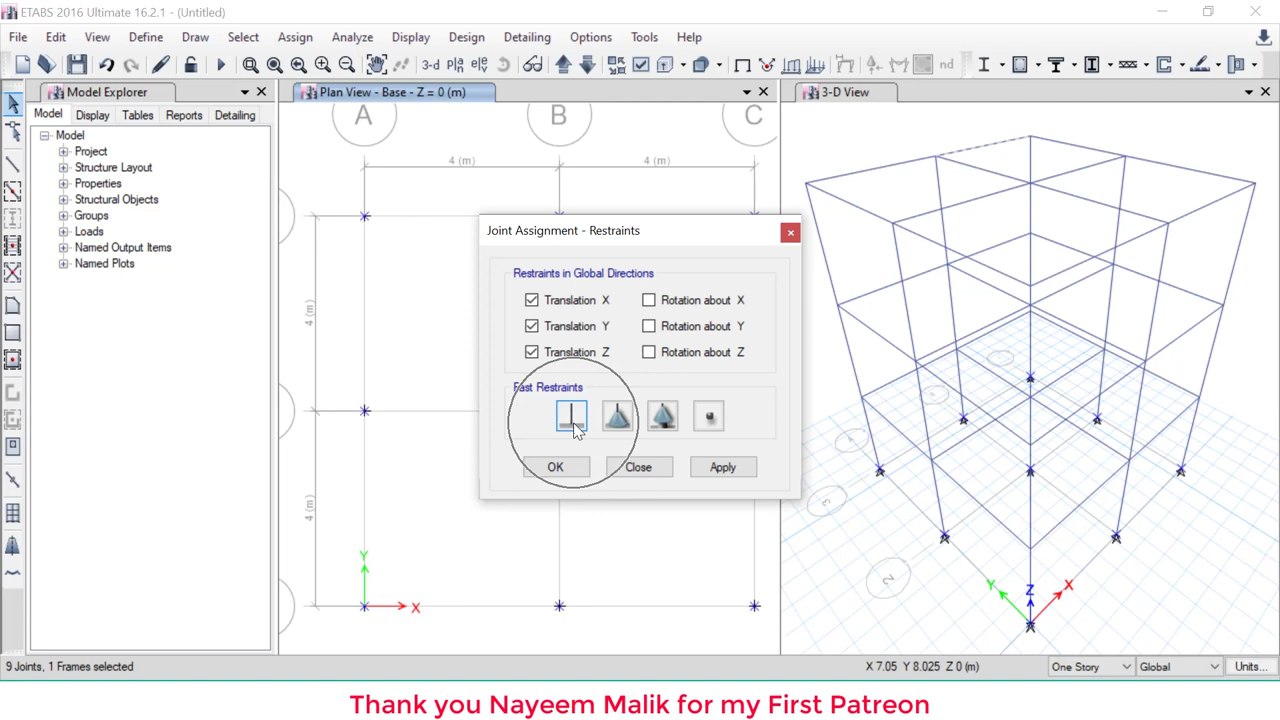 ETABS 2016 Ultimate 16.2.1 - (Untitled)
File Edit View Define Draw Select Assign Analyze Display Design Detailing Options Tools Help
3-d
nd
Model Explorer
Plan View - Base - Z = 0 (m)
3-D View
Model Display Tables Reports Detailing
Model
Project
Structure Layout
Properties
Structural Objects
Groups
Loads
Named Output Items
Named Plots
A B C
4 (m) 4 (m)
4 (m)
4 (m)
Y
X
Joint Assignment - Restraints
Restraints in Global Directions
Translation X Rotation about X
Translation Y Rotation about Y
Translation Z Rotation about Z
Fast Restraints
OK Close Apply
3
2
Y Z X
9 Joints, 1 Frames selected
X 7.05 Y 8.025 Z 0 (m)
One Story Global Units...
Thank you Nayeem Malik for my First Patreon